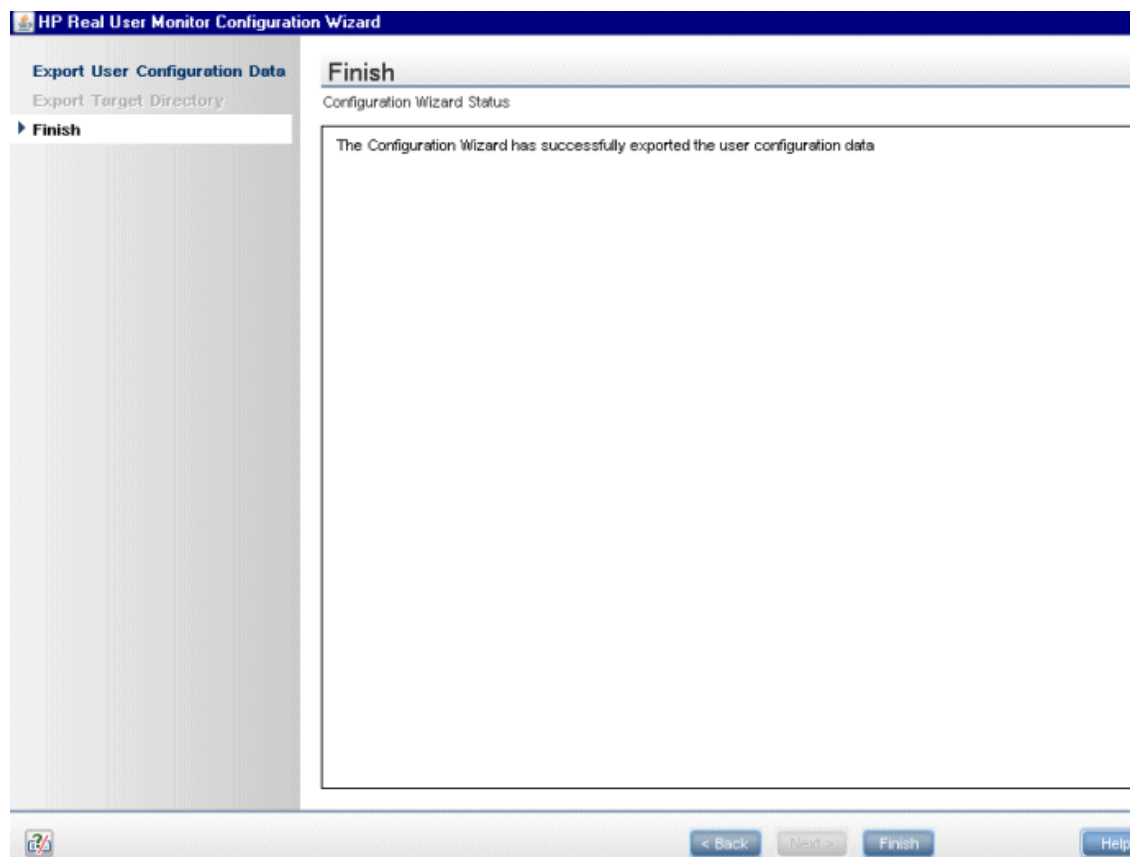 HP Real User Monitor Configuration Wizard
Export User Configuration Data
Export Target Directory
Finish
Finish
Configuration Wizard Status
The Configuration Wizard has successfully exported the user configuration data
< Back
Next >
Finish
Help